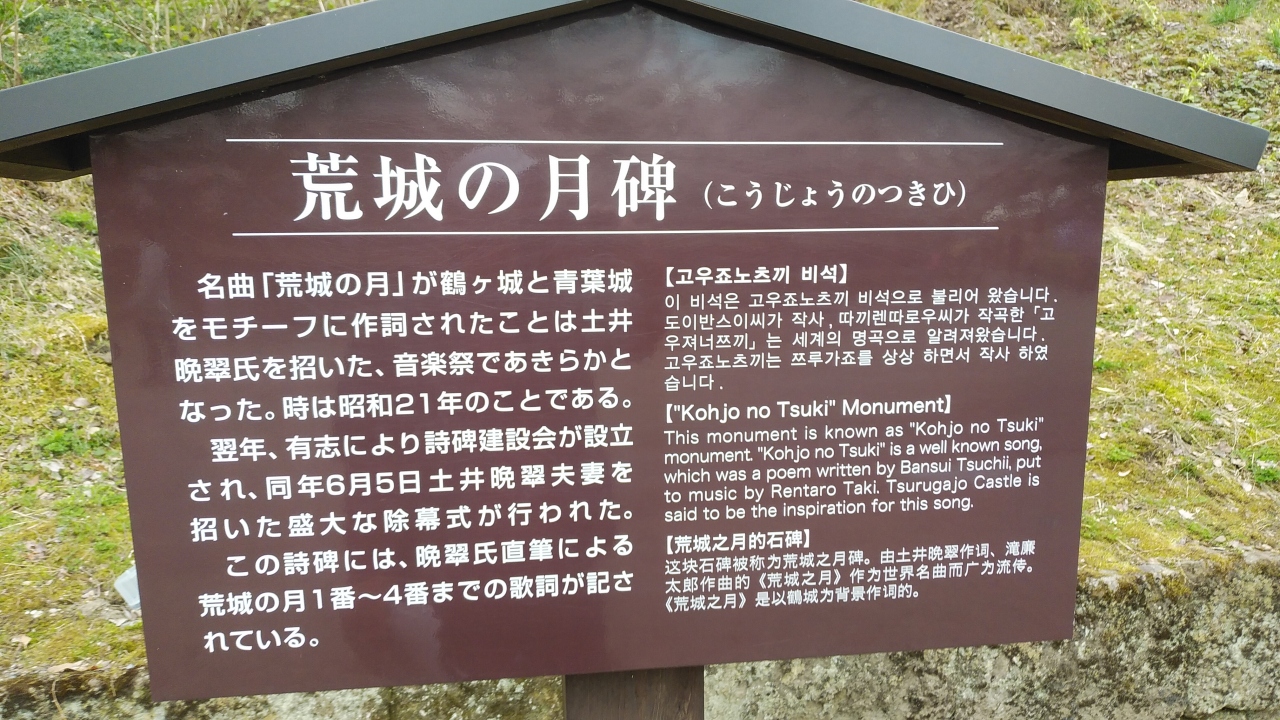 荒城の月碑（こうじょうのつきひ）
名曲「荒城の月」が鶴ヶ城と青葉城
をモチーフに作詞されたことは土井
晩翠氏を招いた、音楽祭であきらかと
なった。時は昭和21年のことである。
翌年、有志により詩碑建設会が設立
され、同年6月5日土井晩翠夫妻を
招いた盛大な除幕式が行われた。
この詩碑には、晩翠氏直筆による
荒城の月1番〜4番までの歌詞が記さ
れている。
【고우죠노츠끼 비석】
이 비석은 고우죠노츠끼 비석으로 불리어 왔습니다.
도이반스이씨가 작사, 따끼렌따로우씨가 작곡한「고
우져너쯔끼」는 세계의 명곡으로 알려져왔습니다.
고우죠노츠끼는 쯔루가죠를 상상 하면서 작사 하였
습니다.
【"Kohjo no Tsuki" Monument】
This monument is known as "Kohjo no Tsuki"
monument. "Kohjo no Tsuki" is a well known song,
which was a poem written by Bansui Tsuchii, put
to music by Rentaro Taki. Tsurugajo Castle is
said to be the inspiration for this song.
【荒城之月的石碑】
这块石碑被称为荒城之月碑。由土井晩翠作词、滝廉
太郎作曲的《荒城之月》作为世界名曲而广为流传。
《荒城之月》是以鶴城为背景作词的。